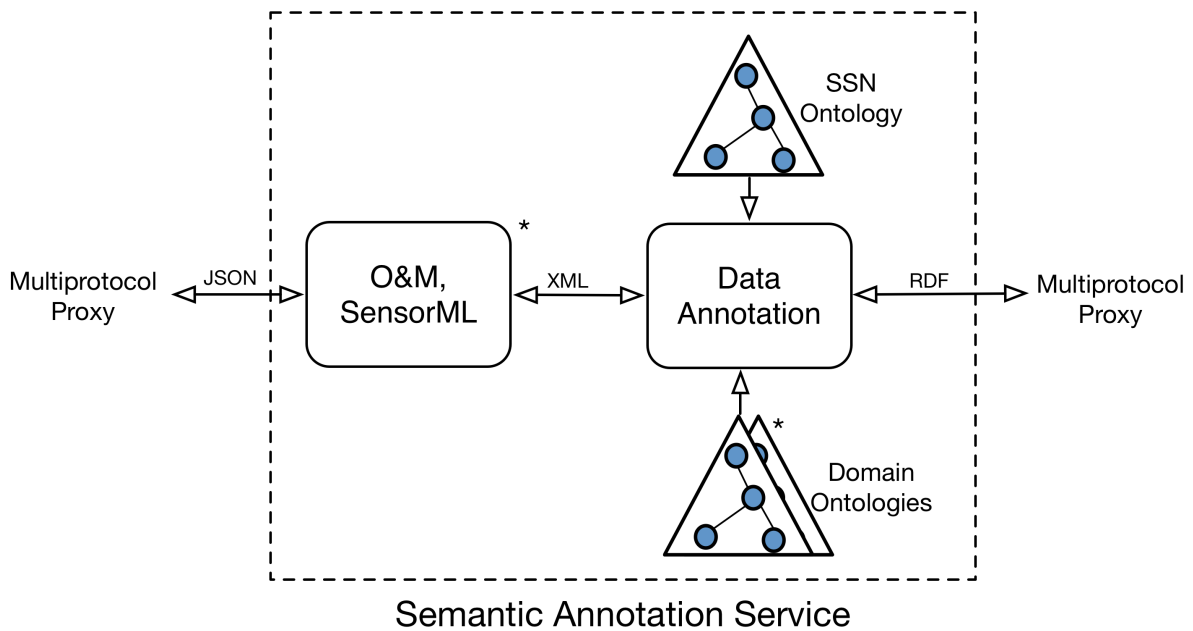 SSN
Ontology
*
Multiprotocol
Proxy
JSON
O&M,
SensorML
XML
Data
Annotation
RDF
Multiprotocol
Proxy
*
Domain
Ontologies
Semantic Annotation Service